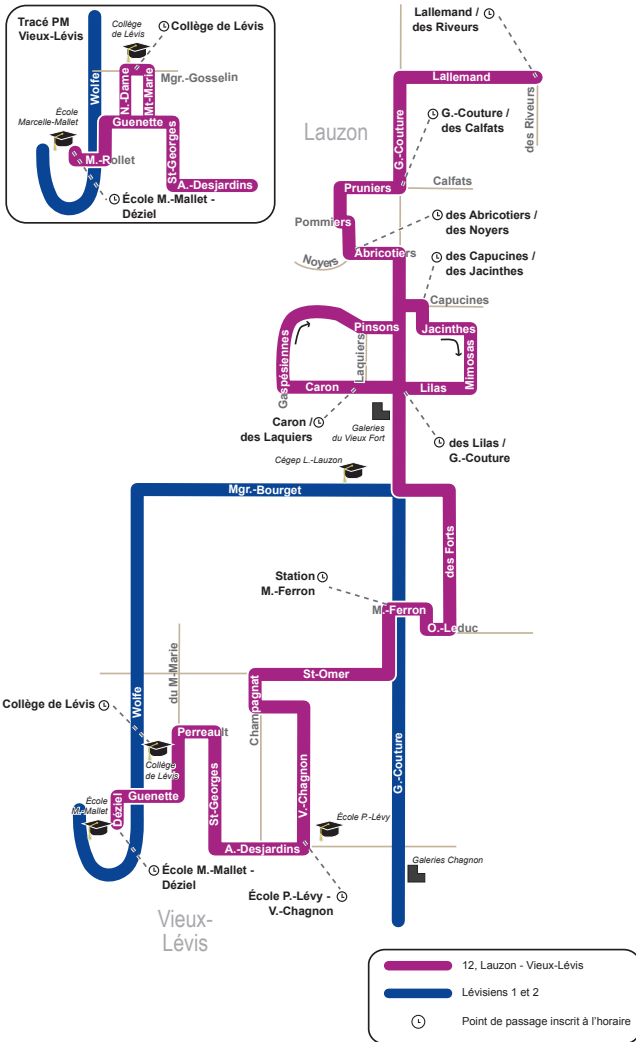 Tracé PM
Vieux-Lévis
Collège
de Lévis
Collège de Lévis
Wolfe
N.-Dame
Mt-Marie
Mgr.-Gosselin
Guenette
École
Marcelle-Mallet
M.-Rollet
St-Georges
A.-Desjardins
École M.-Mallet -
Déziel
Lallemand /
des Riveurs
Lallemand
des Riveurs
Lauzon
G.-Couture
G.-Couture /
des Calfats
Pruniers
Calfats
Pommiers
des Abricotiers /
des Noyers
Noyers
Abricotiers
des Capucines /
des Jacinthes
Capucines
Gaspésiennes
Pinsons
Laquiers
Jacinthes
Mimosas
Caron
Lilas
Caron /
des Laquiers
Galeries
du Vieux Fort
des Lilas /
G.-Couture
Cégep L.-Lauzon
Mgr.-Bourget
des Forts
Station
M.-Ferron
M.-Ferron
O.-Leduc
St-Omer
du M-Marie
Champagnat
Wolfe
Collège de Lévis
Perreault
Collège
de Lévis
St-Georges
V.-Chagnon
G.-Couture
École
M.-Mallet
Déziel
Guenette
École P.-Lévy
A.-Desjardins
Galeries Chagnon
École M.-Mallet -
Déziel
École P.-Lévy -
V.-Chagnon
Vieux-
Lévis
12, Lauzon - Vieux-Lévis
Lévisiens 1 et 2
Point de passage inscrit à l'horaire